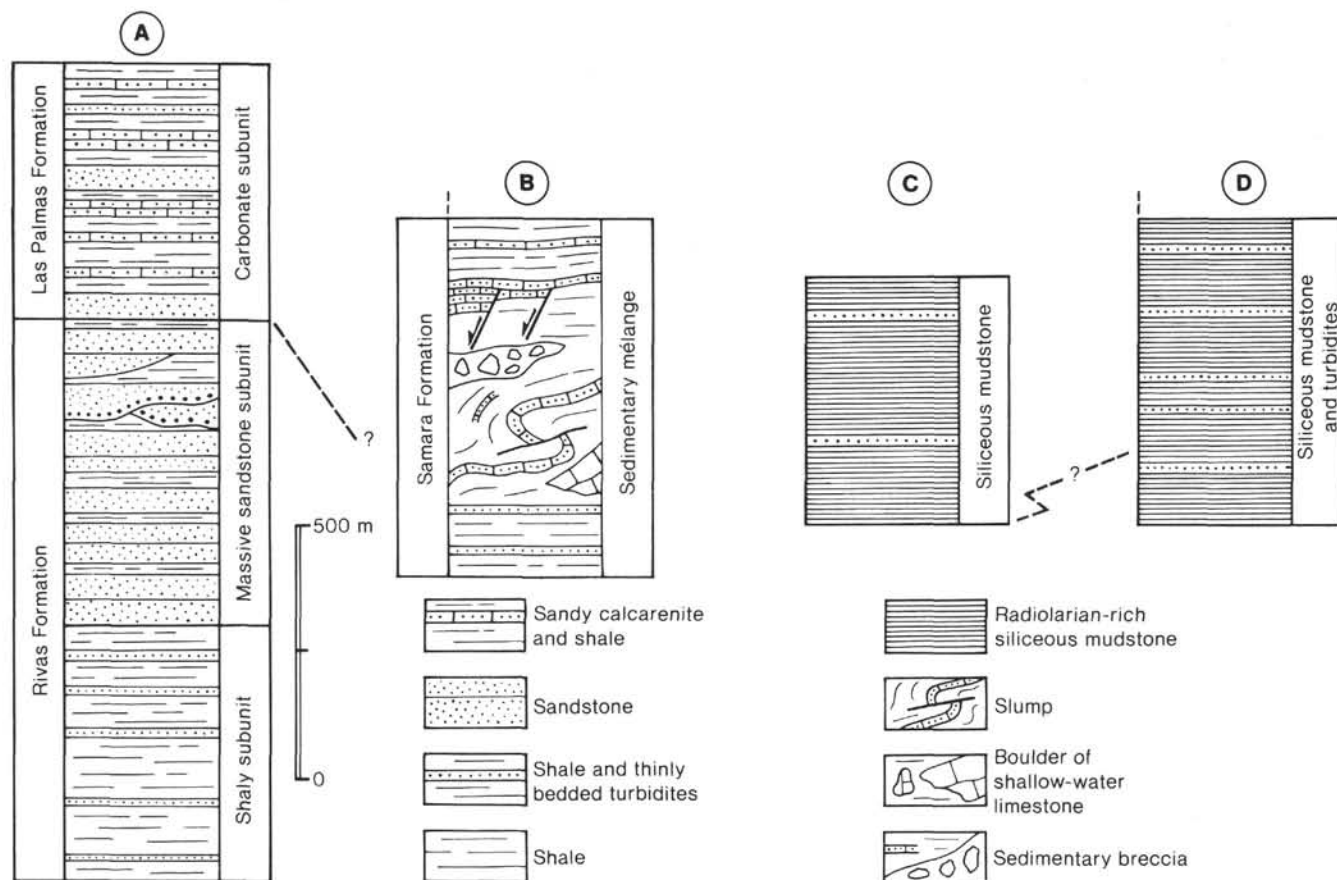 A
B
C
D
Las Palmas Formation
Carbonate subunit
Rivas Formation
Massive sandstone subunit
Shaly subunit
?
500 m
0
Samara Formation
Sedimentary mélange
Siliceous mudstone
?
Siliceous mudstone
and turbidites
Sandy calcarenite
and shale
Sandstone
Shale and thinly
bedded turbidites
Shale
Radiolarian-rich
siliceous mudstone
Slump
Boulder of
shallow-water
limestone
Sedimentary breccia